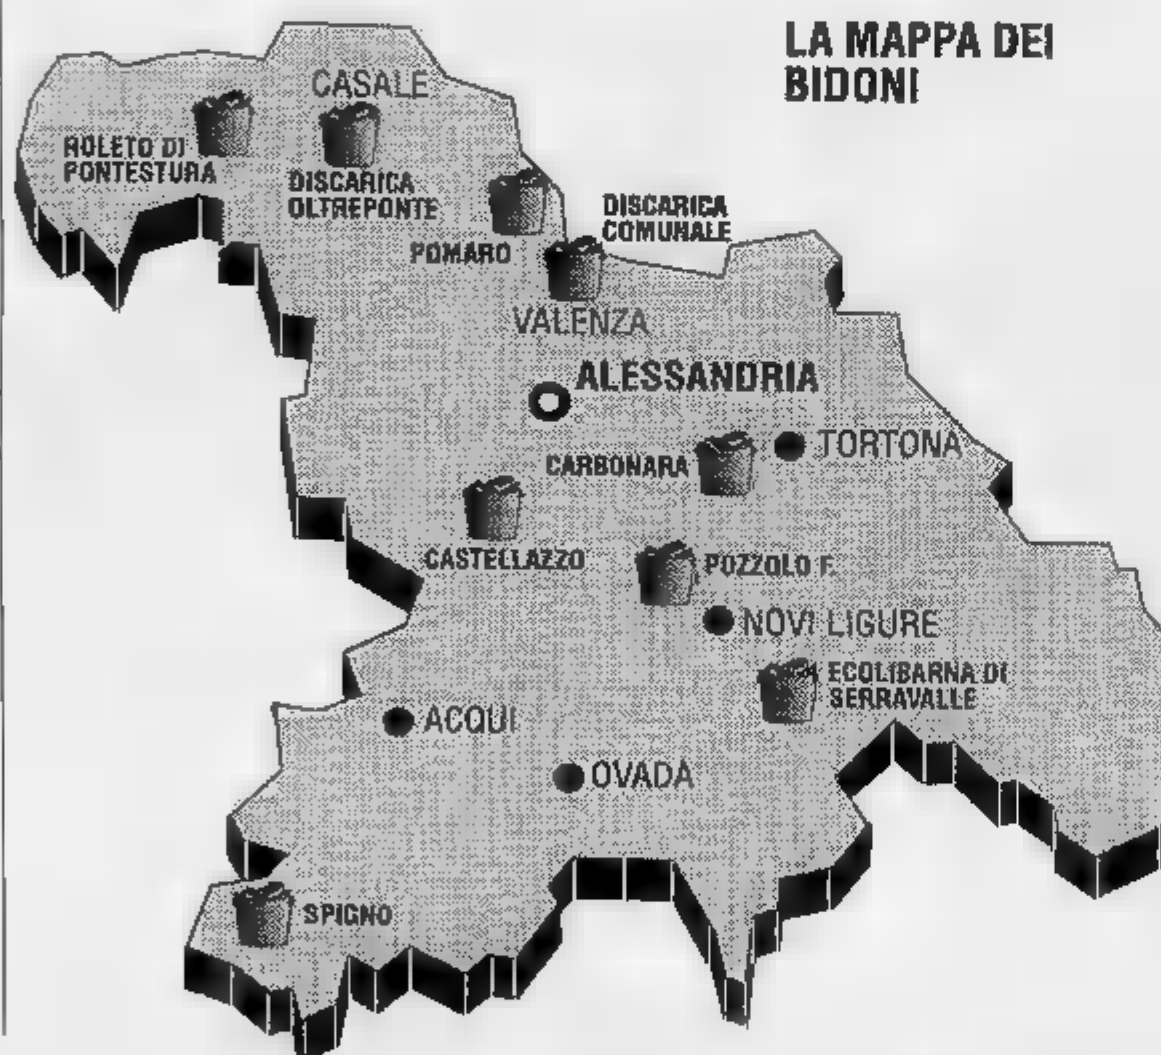 LA MAPPA DEI
BIDONI
CASALE
ROLETO DI
PONTESTURA
DISCARICA
OLTREPONTE
DISCARICA
COMUNALE
POMARO
VALENZA
ALESSANDRIA
TORTONA
CARBONARA
CASTELLAZZO
POZZOLO F.
NOVI LIGURE
ECOLIBARNA DI
SERRAVALLE
ACQUI
OVADA
SPIGNO